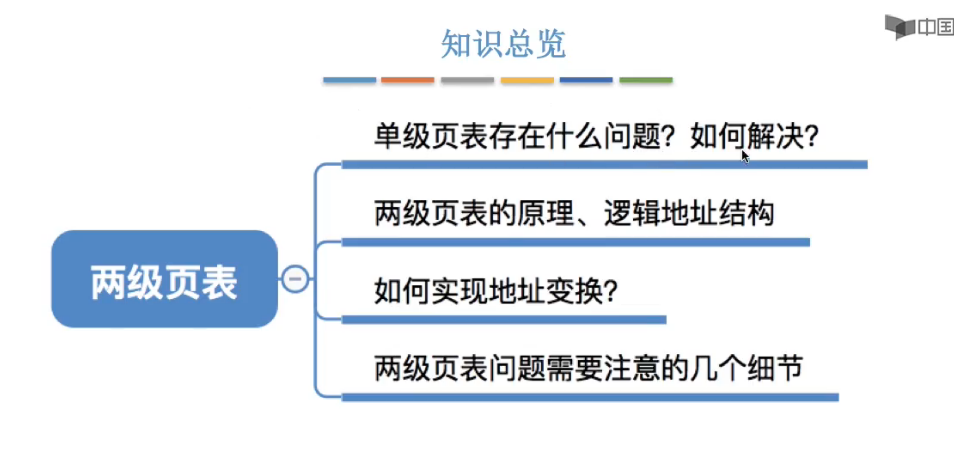 中国
知识总览
单级页表存在什么问题？如何解决？
两级页表的原理、逻辑地址结构
两级页表
如何实现地址变换？
两级页表问题需要注意的几个细节